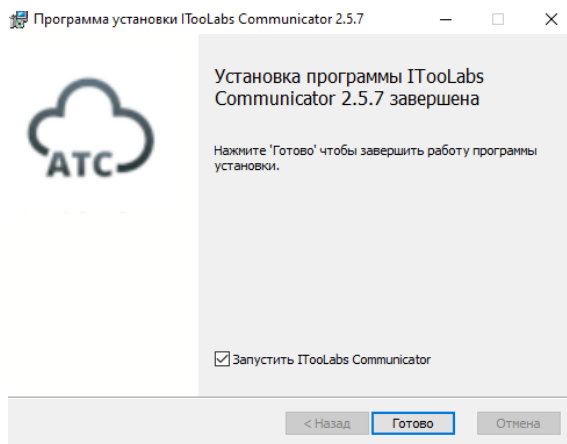 Программа установки ITooLabs Communicator 2.5.7
АТС
Установка программы ITooLabs
Communicator 2.5.7 завершена
Нажмите 'Готово' чтобы завершить работу программы
установки.
Запустить ITooLabs Communicator
< Назад Готово Отмена